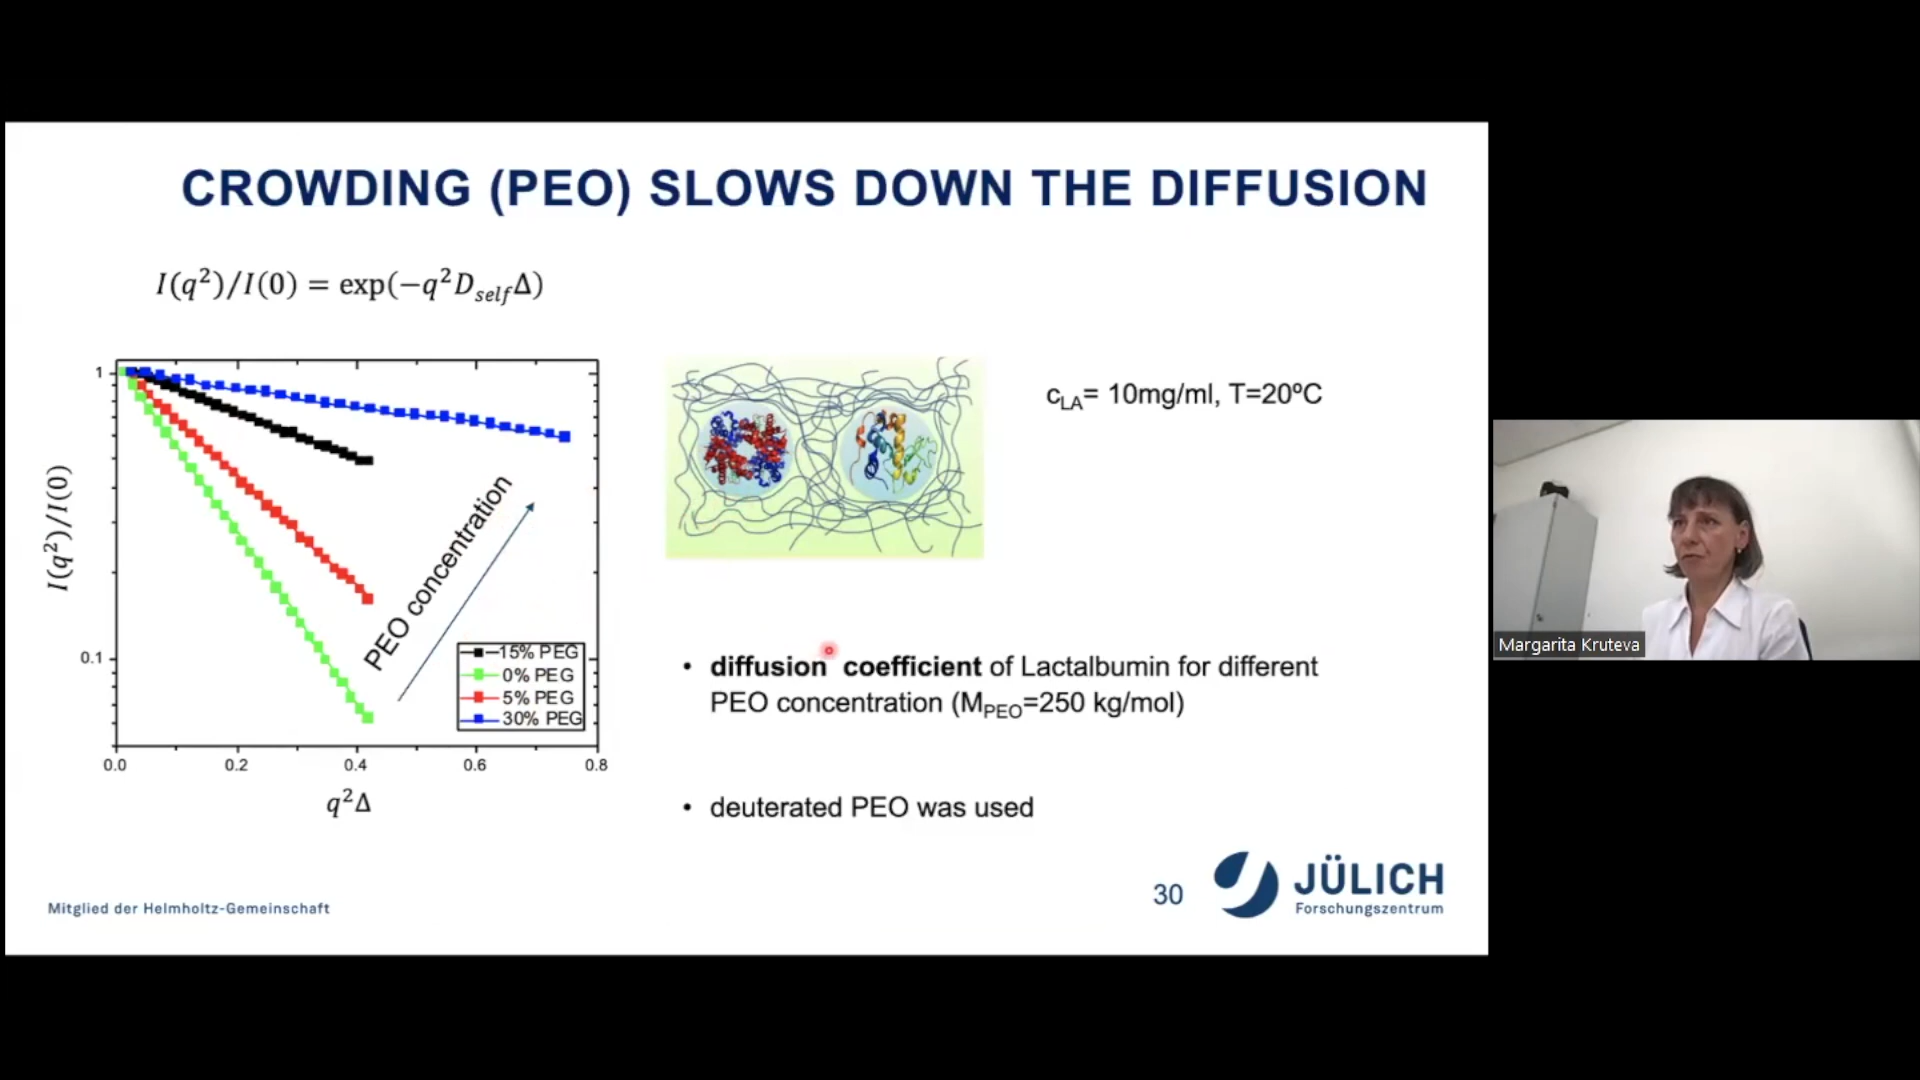 CROWDING (PEO) SLOWS DOWN THE DIFFUSION
I(q²)/I(0) = exp(−q²D_self Δ)
I(q²)/I(0)
1
0.1
0.0 0.2 0.4 0.6 0.8
q²Δ
PEO concentration
15% PEG
0% PEG
5% PEG
30% PEG
c_LA= 10mg/ml, T=20ºC
• diffusion coefficient of Lactalbumin for different
PEO concentration (M_PEO=250 kg/mol)
• deuterated PEO was used
Mitglied der Helmholtz-Gemeinschaft
30
JÜLICH
Forschungszentrum
Margarita Kruteva